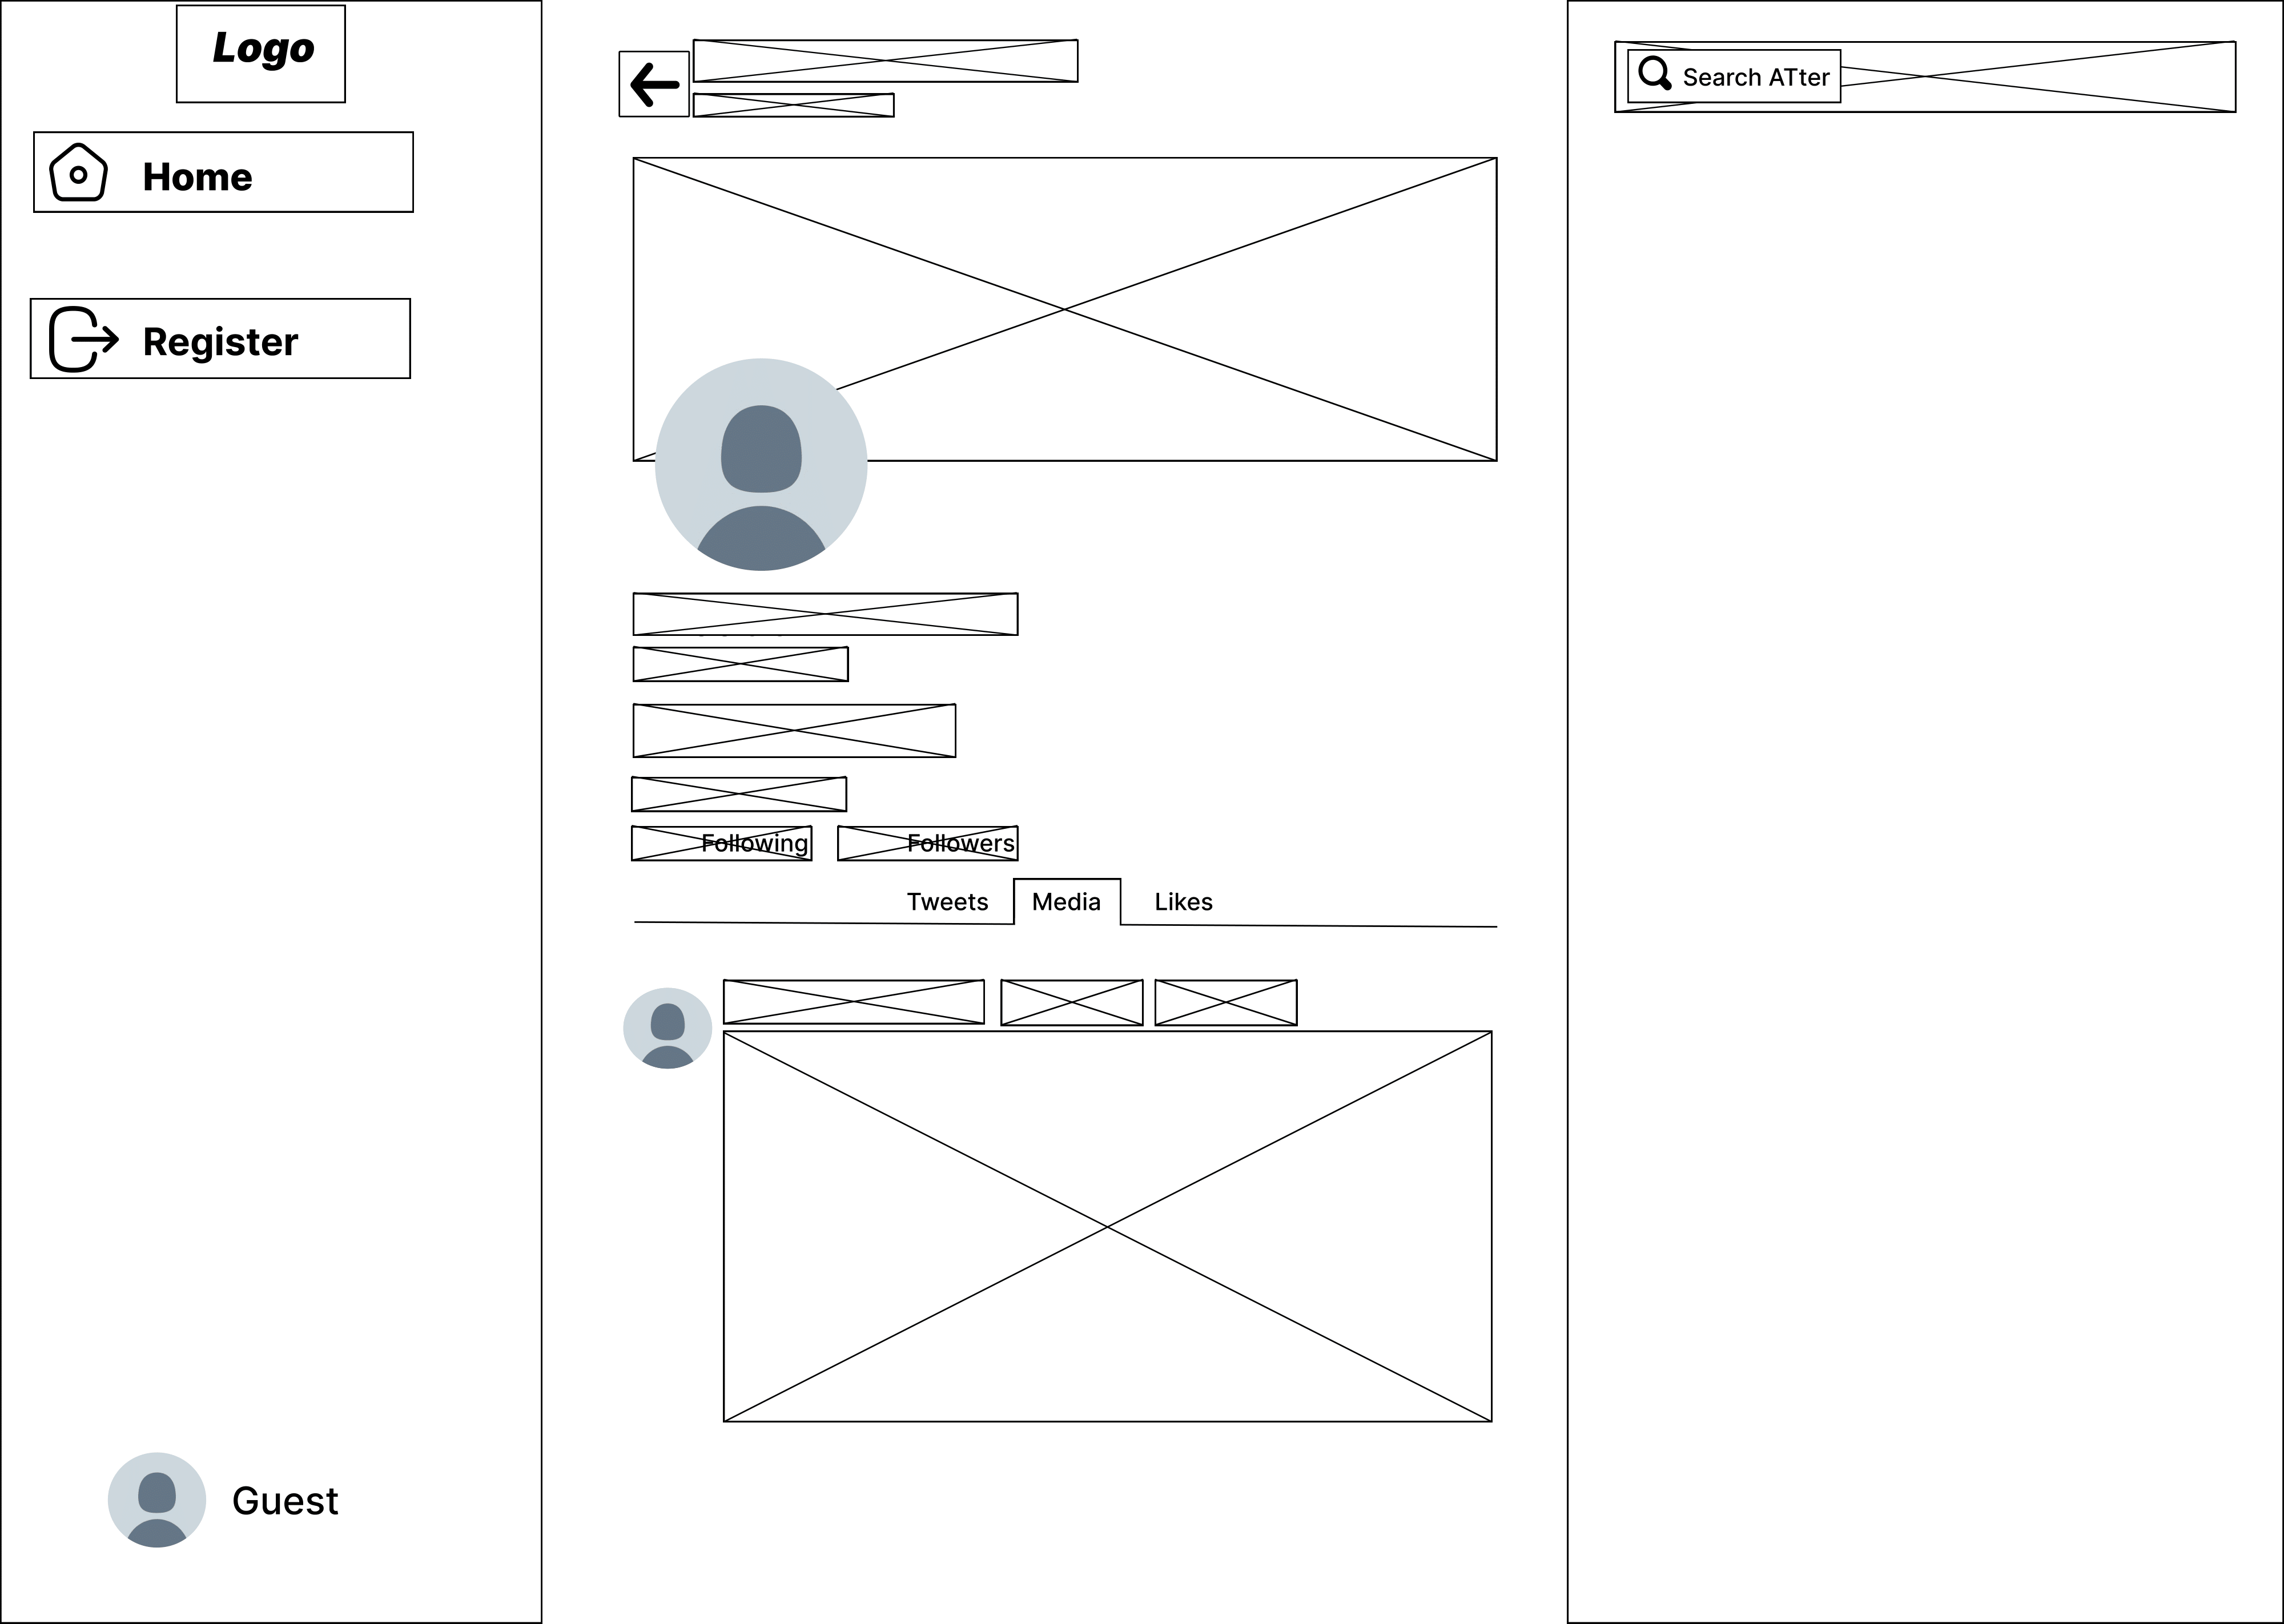 Logo
Home
Register
Guest
Following
Followers
Tweets
Media
Likes
Search ATter